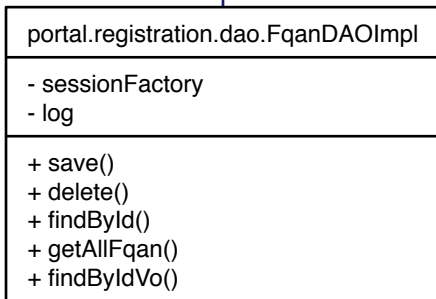 portal.registration.dao.FqanDAOImpl
- sessionFactory
- log
+ save()
+ delete()
+ findById()
+ getAllFqan()
+ findByIdVo()